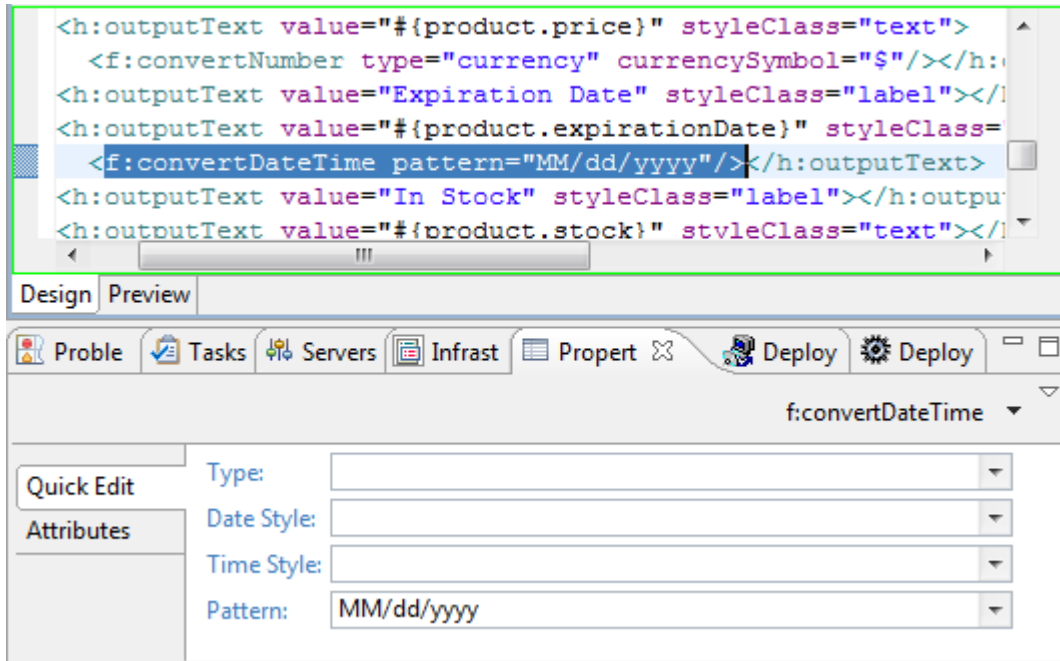 <h:outputText value="#{product.price}" styleClass="text">
<f:convertNumber type="currency" currencySymbol="$"/></h:
<h:outputText value="Expiration Date" styleClass="label"></
<h:outputText value="#{product.expirationDate}" styleClass=
<f:convertDateTime pattern="MM/dd/yyyy"/></h:outputText>
<h:outputText value="In Stock" styleClass="label"></h:outpu
<h:outputText value="#{product.stock}" styleClass="text"></
Design Preview
Proble Tasks Servers Infrast Propert Deploy Deploy
f:convertDateTime
Quick Edit
Attributes
Type:
Date Style:
Time Style:
Pattern: MM/dd/yyyy